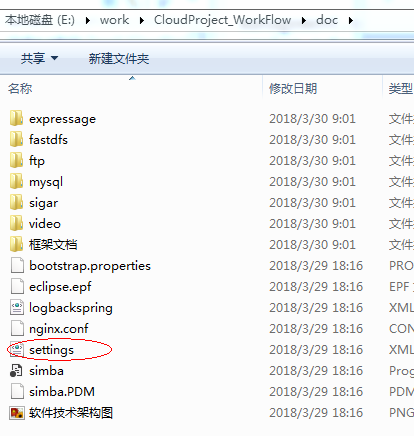 本地磁盘 (E:) work CloudProject_WorkFlow doc
共享 新建文件夹
名称 修改日期 类型
expressage 2018/3/30 9:01 文件
fastdfs 2018/3/30 9:01 文件
ftp 2018/3/30 9:01 文件
mysql 2018/3/30 9:01 文件
sigar 2018/3/30 9:01 文件
video 2018/3/30 9:01 文件
框架文档 2018/3/30 9:01 文件
bootstrap.properties 2018/3/29 18:16 PRO
eclipse.epf 2018/3/29 18:16 EPF
logbackspring 2018/3/29 18:16 XML
nginx.conf 2018/3/29 18:16 CON
settings 2018/3/29 18:16 XML
simba 2018/3/29 18:16 Prog
simba.PDM 2018/3/29 18:16 PDM
软件技术架构图 2018/3/29 18:16 PNG